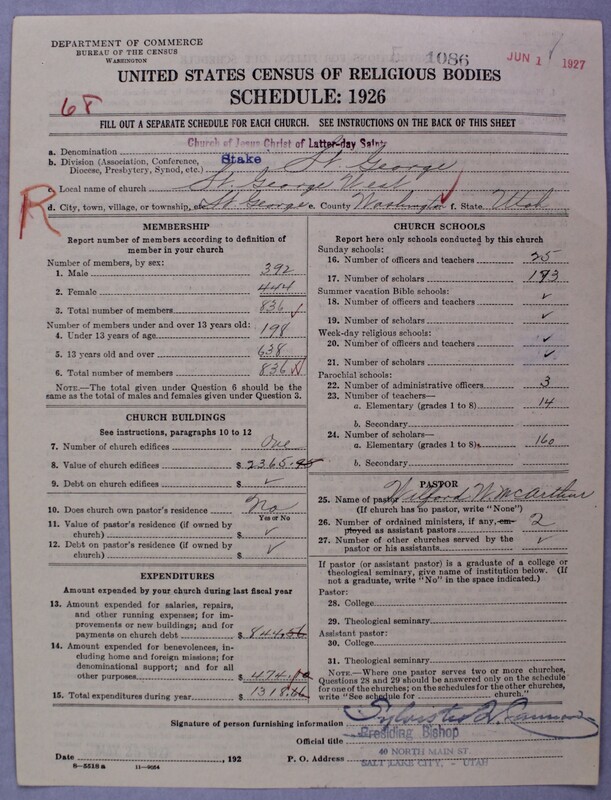 DEPARTMENT OF COMMERCE
BUREAU OF THE CENSUS
WASHINGTON
1086
JUN 1 1927
UNITED STATES CENSUS OF RELIGIOUS BODIES
SCHEDULE: 1926
68
FILL OUT A SEPARATE SCHEDULE FOR EACH CHURCH. SEE INSTRUCTIONS ON THE BACK OF THIS SHEET
a. Denomination Church of Jesus Christ of Latter-day Saints
b. Division (Association, Conference, Diocese, Presbytery, Synod, etc.) Stake St. George
c. Local name of church St. George West
R
d. City, town, village, or township, etc. St George e. County Washington f. State Utah
MEMBERSHIP
Report number of members according to definition of
member in your church
Number of members, by sex:
1. Male 392
2. Female 444
3. Total number of members 836
Number of members under and over 13 years old:
4. Under 13 years of age 198
5. 13 years old and over 638
6. Total number of members 836
NOTE.—The total given under Question 6 should be the
same as the total of males and females given under Question 3.
CHURCH BUILDINGS
See instructions, paragraphs 10 to 12
7. Number of church edifices One
8. Value of church edifices $ 2365.
9. Debt on church edifices $ ✓
10. Does church own pastor's residence? No
Yes or No
11. Value of pastor's residence (if owned by
church) $ ✓
12. Debt on pastor's residence (if owned by
church) $ ✓
EXPENDITURES
Amount expended by your church during last fiscal year
13. Amount expended for salaries, repairs,
and other running expenses; for im-
provements or new buildings; and for
payments on church debt $ 844.
14. Amount expended for benevolences, in-
cluding home and foreign missions; for
denominational support; and for all
other purposes $ 474.
15. Total expenditures during year $ 1318.
CHURCH SCHOOLS
Report here only schools conducted by this church
Sunday schools:
16. Number of officers and teachers 25
17. Number of scholars 173
Summer vacation Bible schools:
18. Number of officers and teachers ✓
19. Number of scholars ✓
Week-day religious schools:
20. Number of officers and teachers ✓
21. Number of scholars ✓
Parochial schools:
22. Number of administrative officers 3
23. Number of teachers—
a. Elementary (grades 1 to 8) 14
b. Secondary
24. Number of scholars—
a. Elementary (grades 1 to 8) 160
b. Secondary
PASTOR
25. Name of pastor Wilford W. McArthur
(If church has no pastor, write "None")
26. Number of ordained ministers, if any, em-
ployed as assistant pastors 2
27. Number of other churches served by the
pastor or his assistants ✓
If pastor (or assistant pastor) is a graduate of a college or
theological seminary, give name of institution below. (If
not a graduate, write "No" in the space indicated.)
Pastor:
28. College
29. Theological seminary
Assistant pastor:
30. College
31. Theological seminary
NOTE.—Where one pastor serves two or more churches,
Questions 28 and 29 should be answered only on the schedule
for one of the churches; on the schedules for the other churches,
write "See schedule for church."
Signature of person furnishing information Sylvester Q. Cannon
Official title Presiding Bishop
Date , 192 P. O. Address 40 NORTH MAIN ST.
SALT LAKE CITY, - UTAH
8—5518 a 11—9054